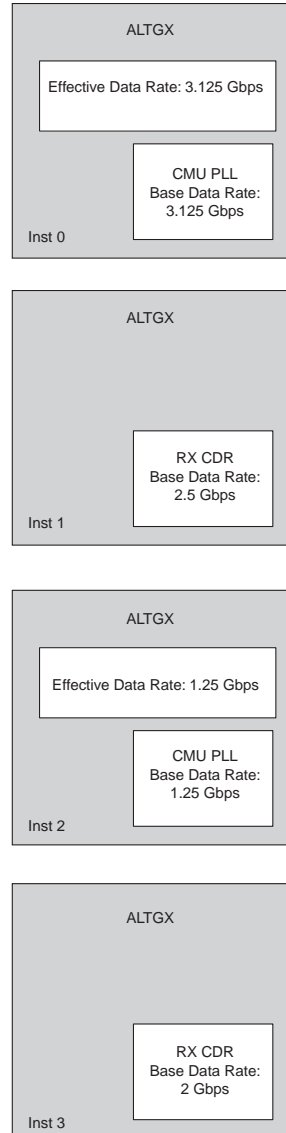 ALTGX
Effective Data Rate: 3.125 Gbps
CMU PLL
Base Data Rate:
3.125 Gbps
Inst 0
ALTGX
RX CDR
Base Data Rate:
2.5 Gbps
Inst 1
ALTGX
Effective Data Rate: 1.25 Gbps
CMU PLL
Base Data Rate:
1.25 Gbps
Inst 2
ALTGX
RX CDR
Base Data Rate:
2 Gbps
Inst 3